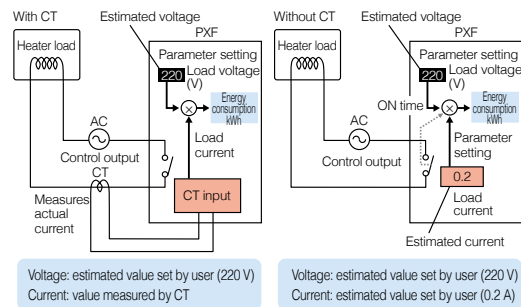 With CT
Estimated voltage
PXF
Heater load
Parameter setting
220
Load voltage
(V)
Energy
consumption
kWh
AC
Load
current
Control output
CT
Measures
actual
current
CT input
Voltage: estimated value set by user (220 V)
Current: value measured by CT
Without CT
Estimated voltage
PXF
Heater load
Parameter setting
220
Load voltage
(V)
ON time
Energy
consumption
kWh
AC
Parameter
setting
Control output
0.2
Load
current
Estimated current
Voltage: estimated value set by user (220 V)
Current: estimated value set by user (0.2 A)